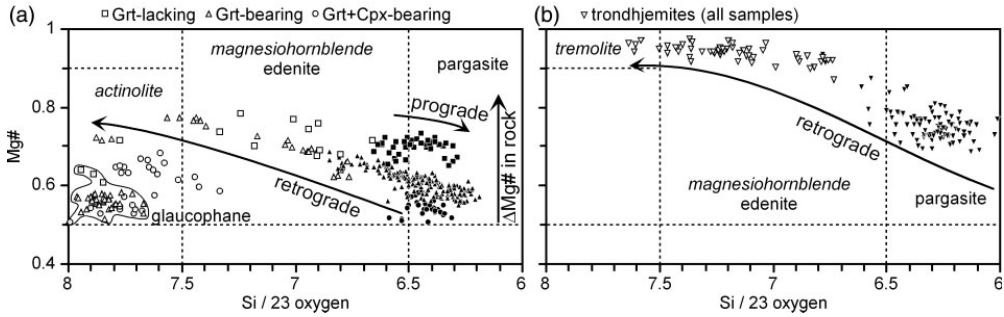 (a) Grt-lacking Grt-bearing Grt+Cpx-bearing
1
magnesiohornblende
edenite
pargasite
actinolite
prograde
0.8
Mg#
retrograde
ΔMg# in rock
0.6
glaucophane
0.4
8 7.5 7 6.5
Si / 23 oxygen
(b) trondhjemites (all samples)
tremolite
retrograde
magnesiohornblende
edenite
pargasite
8 7.5 7 6.5 6
Si / 23 oxygen